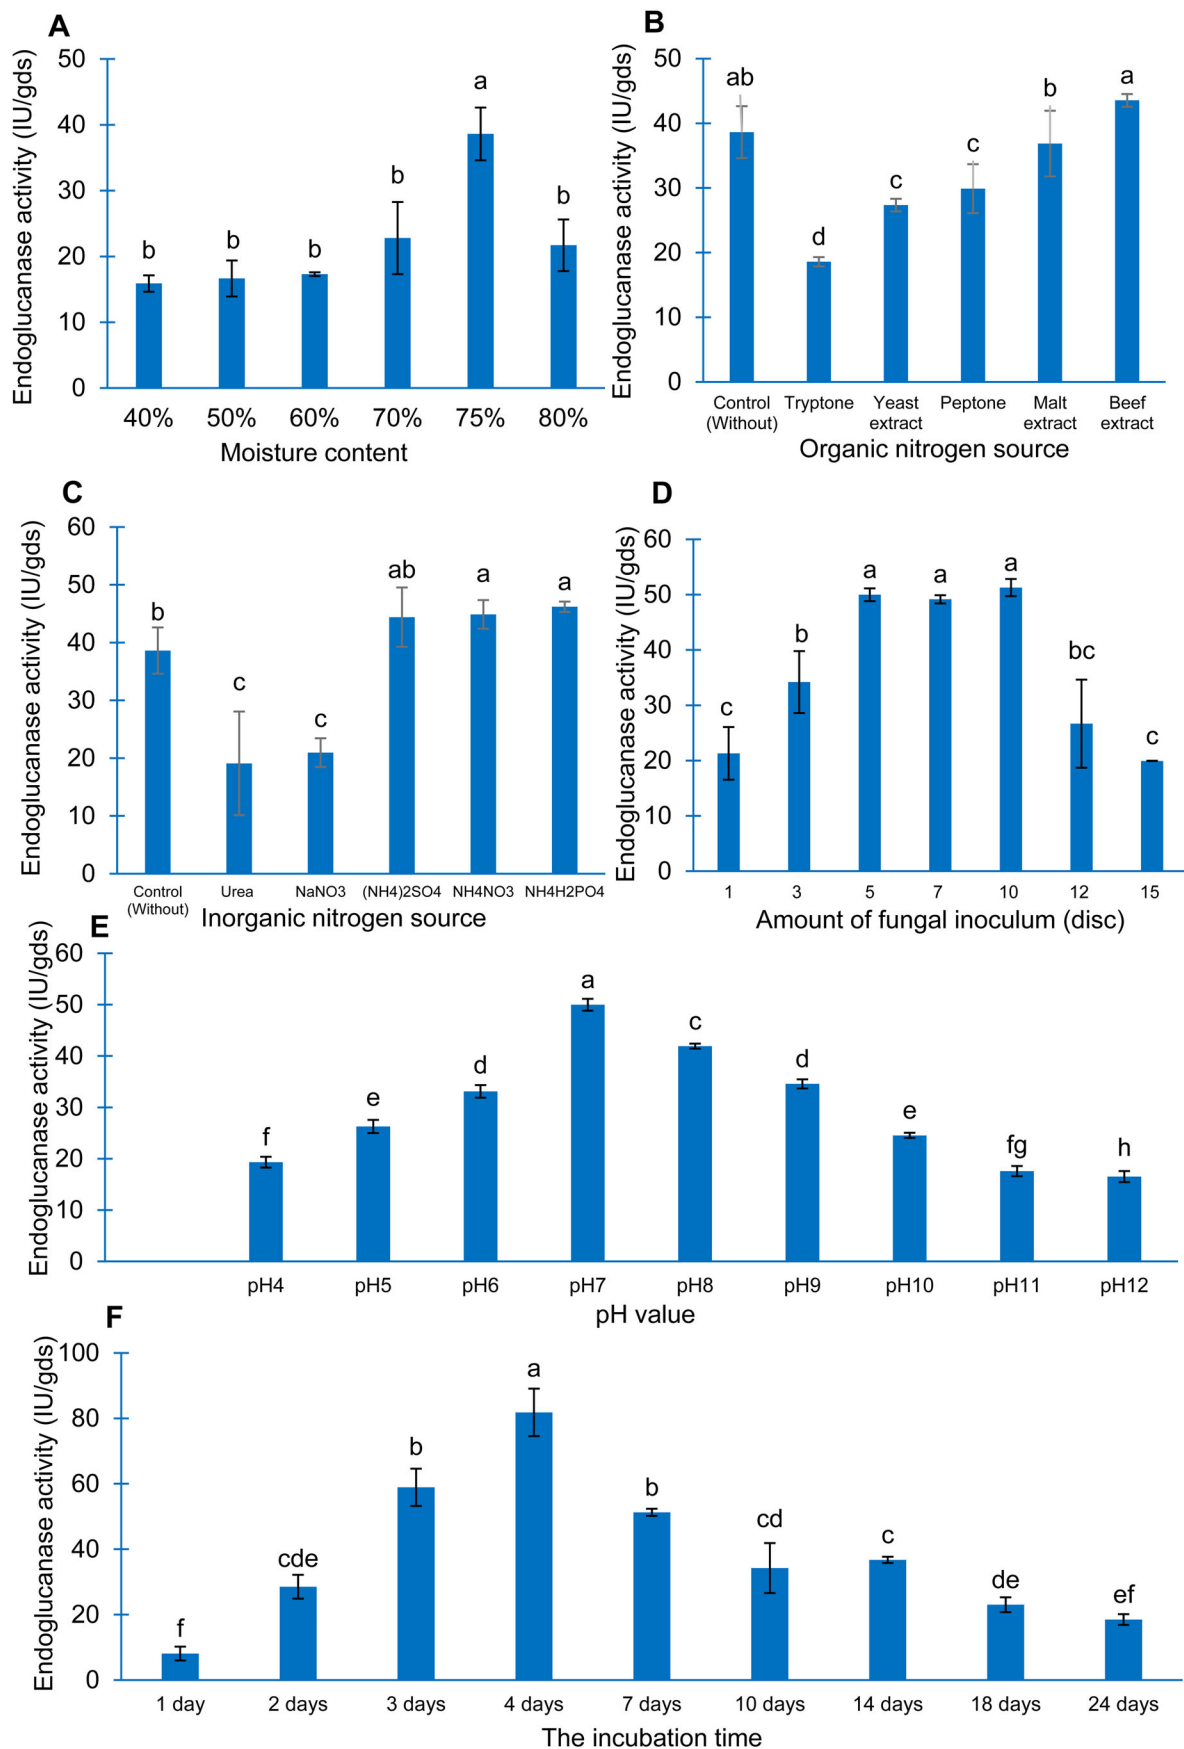 A
Endoglucanase activity (IU/gds)
50
40
30
20
10
0
b
b
b
b
a
b
40% 50% 60% 70% 75% 80%
Moisture content
B
Endoglucanase activity (IU/gds)
50
40
30
20
10
0
ab
d
c
c
b
a
Control Tryptone Yeast Peptone Malt Beef
(Without) extract extract extract
Organic nitrogen source
C
Endoglucanase activity (IU/gds)
60
50
40
30
20
10
0
b
c
c
ab
a
a
Control Urea NaNO3 (NH4)2SO4 NH4NO3 NH4H2PO4
(Without)
Inorganic nitrogen source
D
Endoglucanase activity (IU/gds)
60
50
40
30
20
10
0
c
b
a
a
a
bc
c
1 3 5 7 10 12 15
Amount of fungal inoculum (disc)
E
Endoglucanase activity (IU/gds)
60
50
40
30
20
10
0
f
e
d
a
c
d
e
fg
h
pH4 pH5 pH6 pH7 pH8 pH9 pH10 pH11 pH12
pH value
F
Endoglucanase activity (IU/gds)
100
80
60
40
20
0
f
cde
b
a
b
cd
c
de
ef
1 day 2 days 3 days 4 days 7 days 10 days 14 days 18 days 24 days
The incubation time